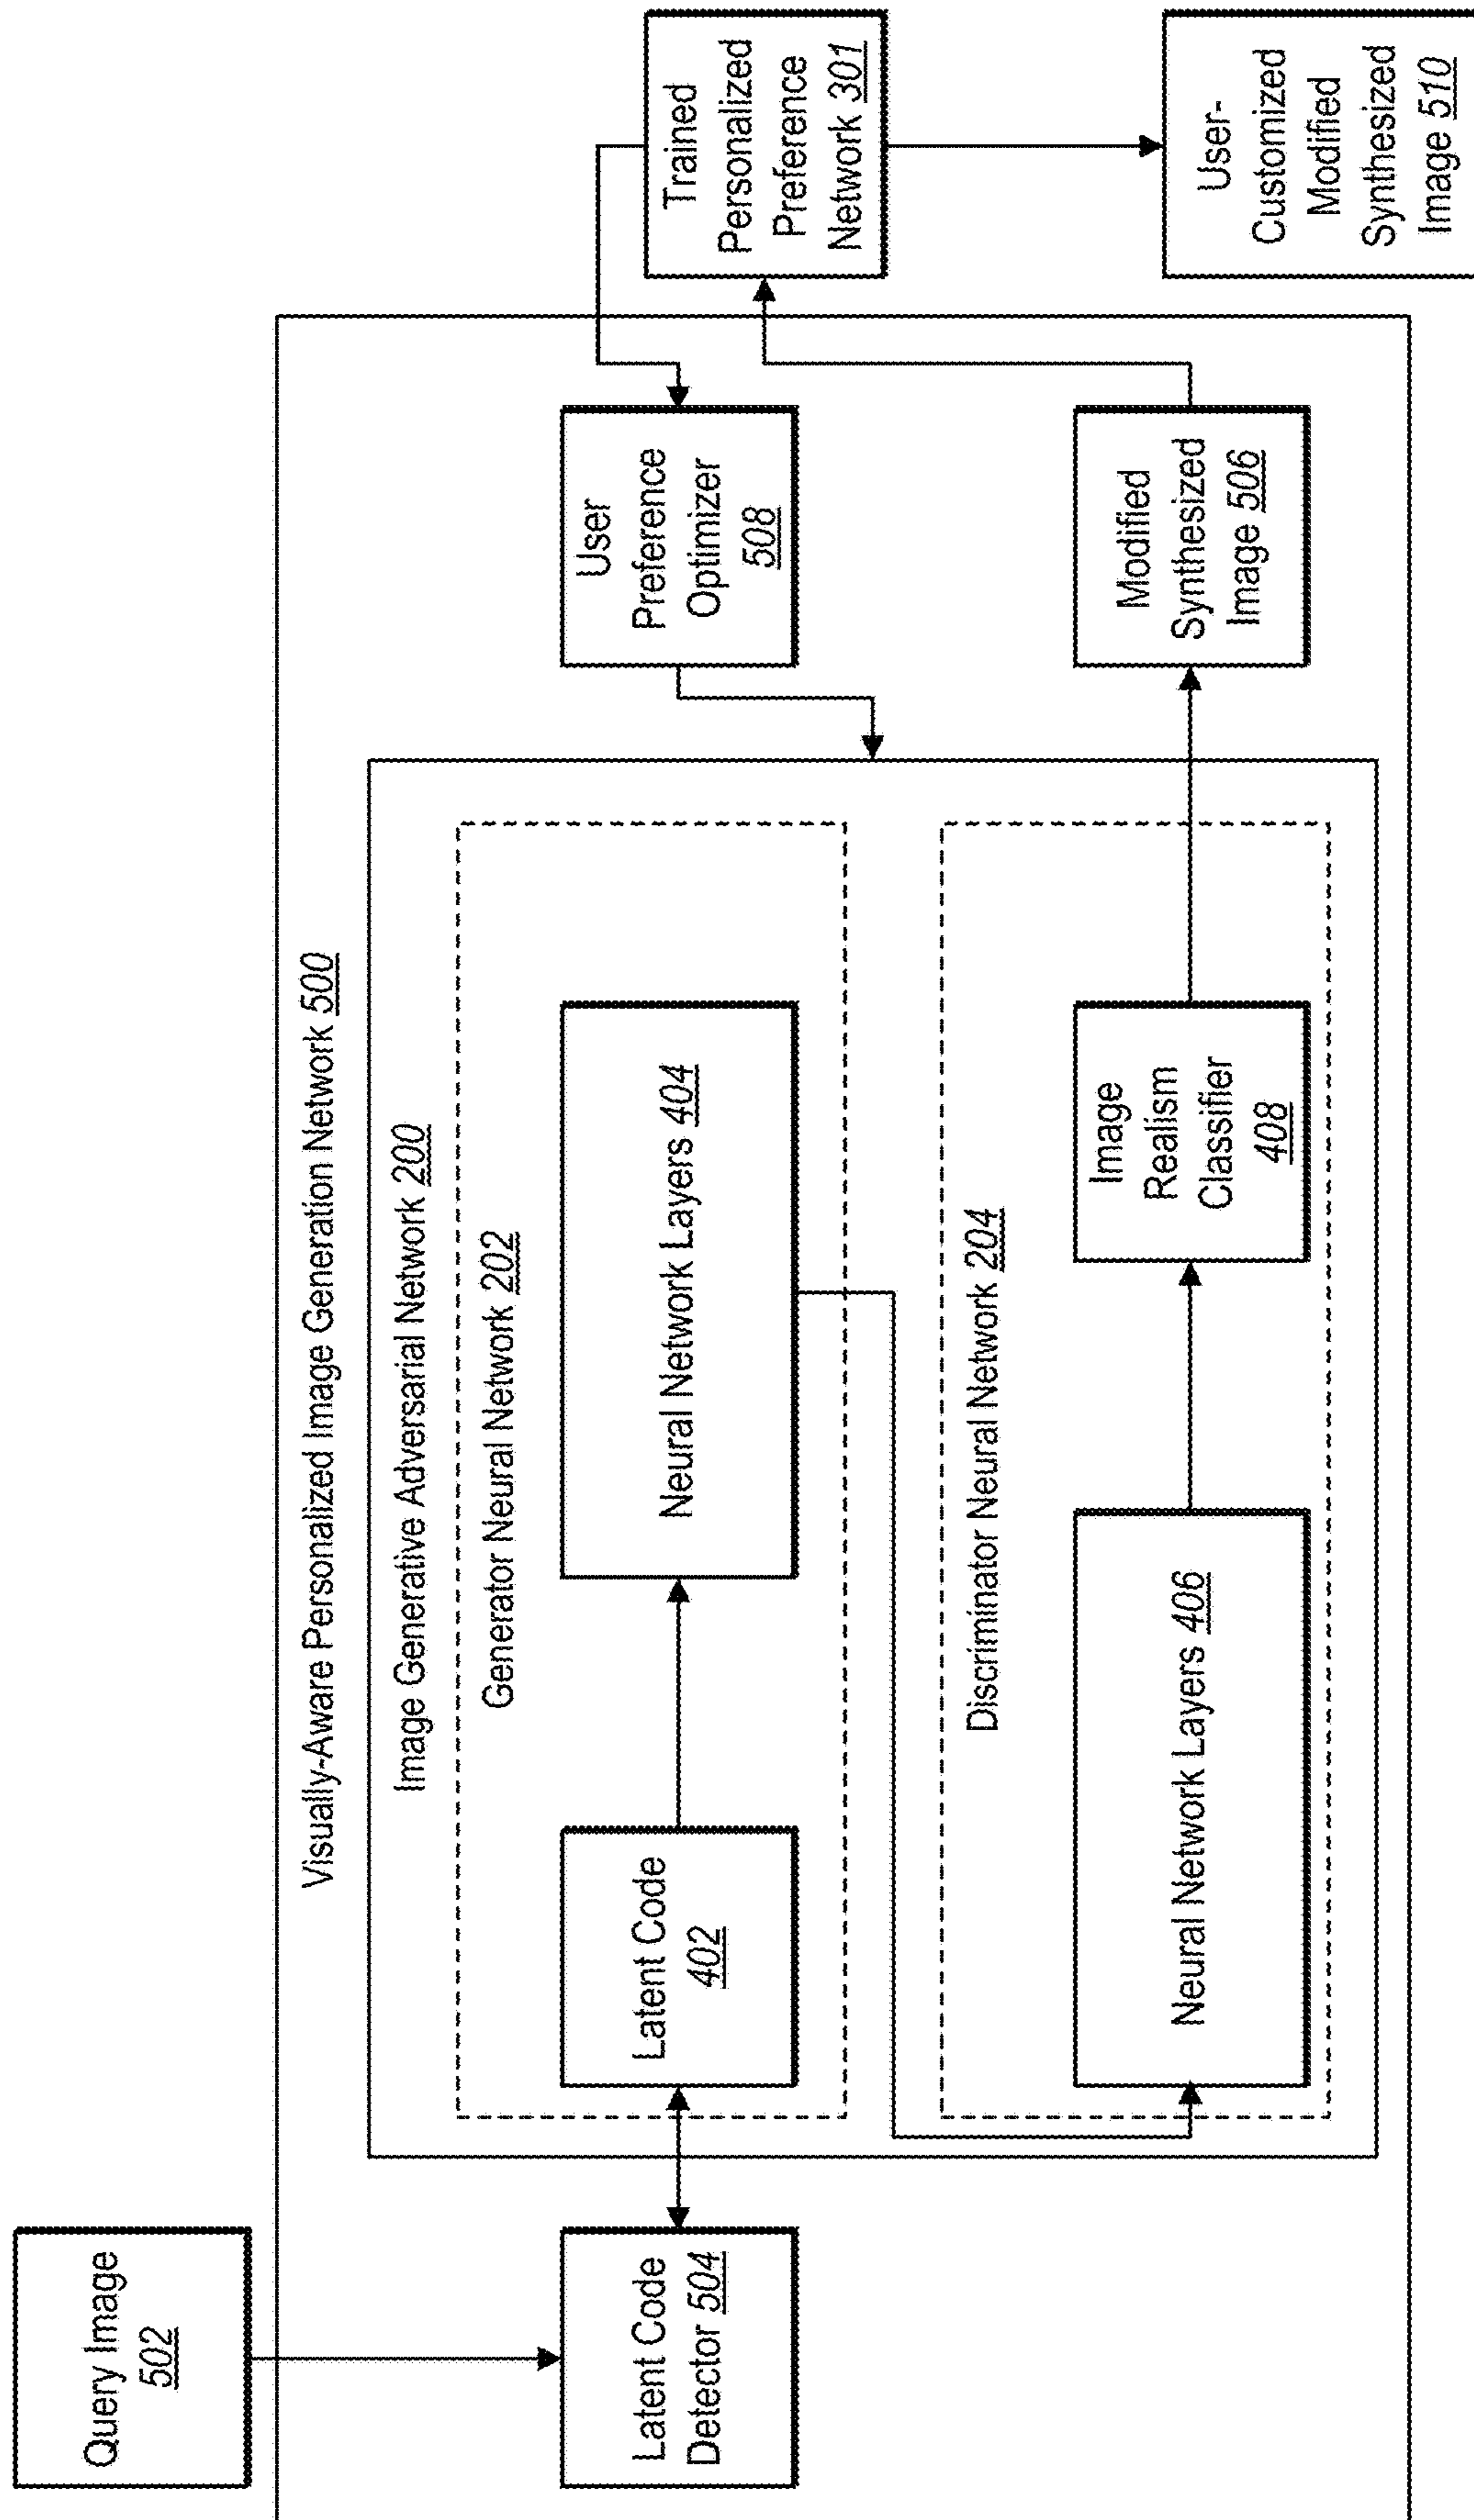 Query Image
502
Visually-Aware Personalized Image Generation Network 500
Image Generative Adversarial Network 200
Generator Neural Network 202
Latent Code
Detector 504
Latent Code
402
Neural Network Layers 404
User
Preference
Optimizer
508
Trained
Personalized
Preference
Network 301
Discriminator Neural Network 204
Neural Network Layers 406
Image
Realism
Classifier
408
Modified
Synthesized
Image 506
User-
Customized
Modified
Synthesized
Image 510